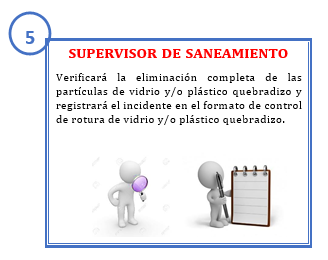 5
SUPERVISOR DE SANEAMIENTO
Verificará la eliminación completa de las
partículas de vidrio y/o plástico quebradizo y
registrará el incidente en el formato de control
de rotura de vidrio y/o plástico quebradizo.